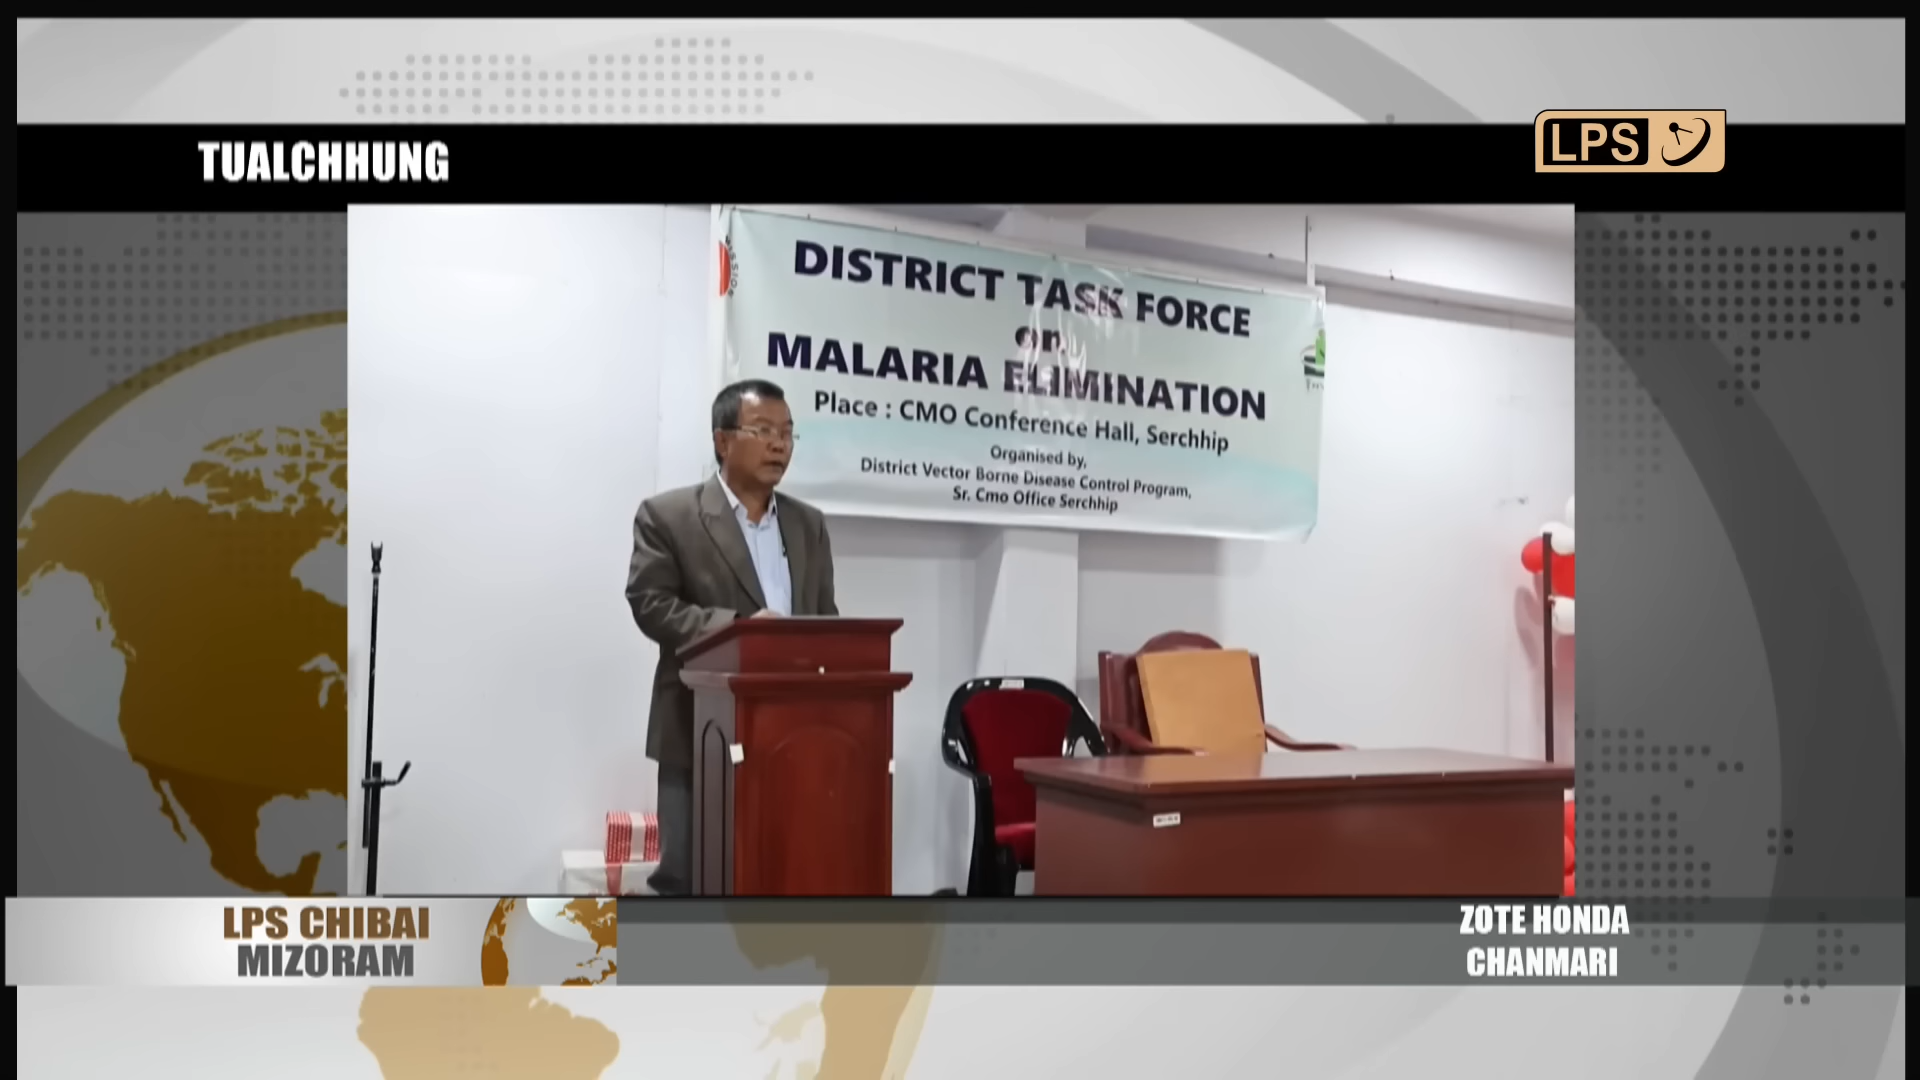 TUALCHHUNG
LPS
MISSION
DISTRICT TASK FORCE
on
MALARIA ELIMINATION
Place : CMO Conference Hall, Serchhip
Organised by,
District Vector Borne Disease Control Program,
Sr. Cmo Office Serchhip
LPS CHIBAI
MIZORAM
ZOTE HONDA
CHANMARI